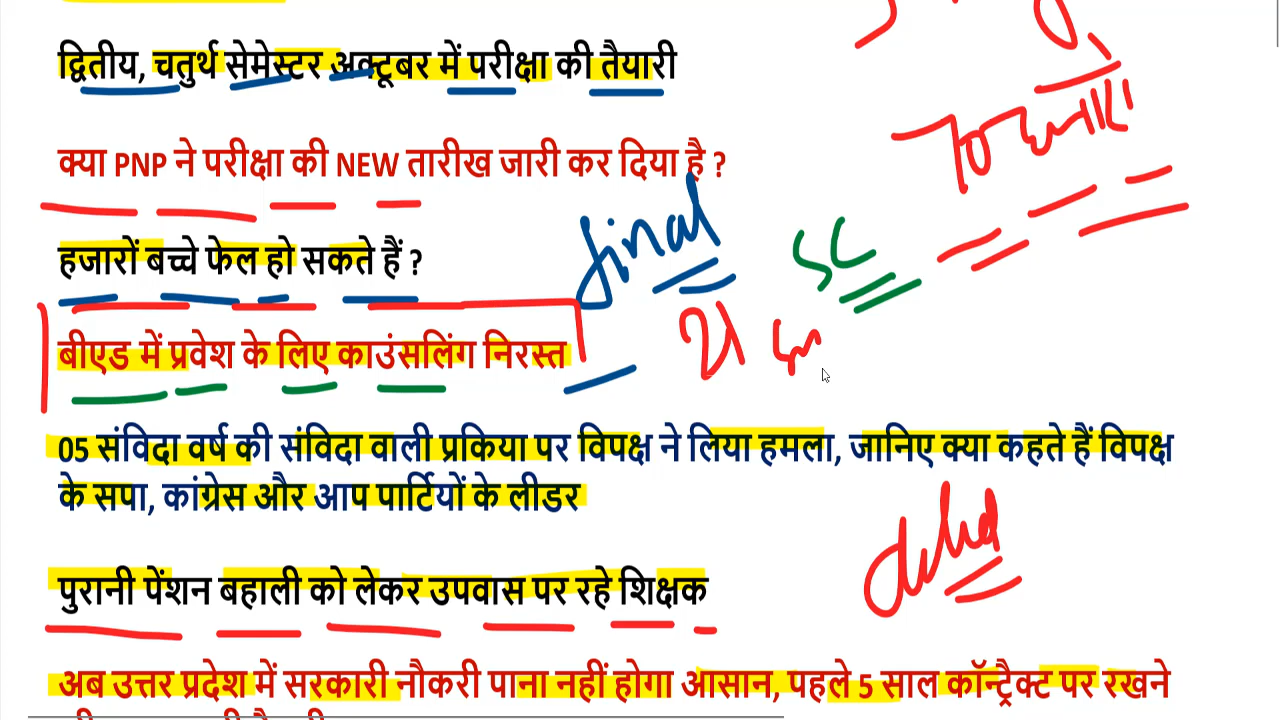 द्वितीय, चतुर्थ सेमेस्टर अक्टूबर में परीक्षा की तैयारी
क्या PNP ने परीक्षा की NEW तारीख जारी कर दिया है ?
final
SC
हजारों बच्चे फेल हो सकते हैं ?
बीएड में प्रवेश के लिए काउंसलिंग निरस्त
05 संविदा वर्ष की संविदा वाली प्रकिया पर विपक्ष ने लिया हमला, जानिए क्या कहते हैं विपक्ष
के सपा, कांग्रेस और आप पार्टियों के लीडर
पुरानी पेंशन बहाली को लेकर उपवास पर रहे शिक्षक
अब उत्तर प्रदेश में सरकारी नौकरी पाना नहीं होगा आसान, पहले 5 साल कॉन्ट्रैक्ट पर रखने